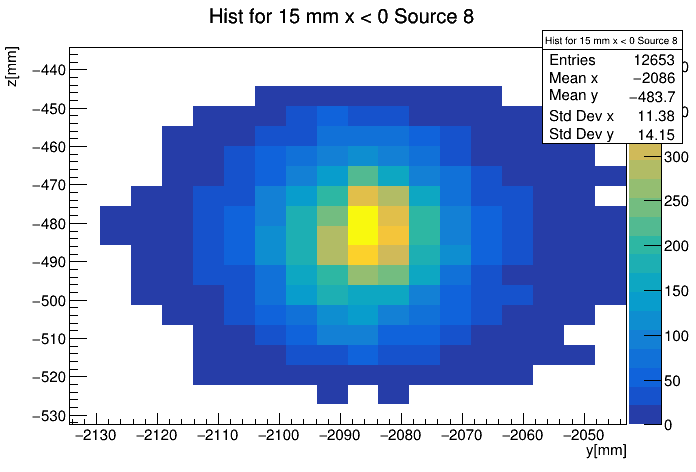 Hist for 15 mm x < 0 Source 8
z[mm]
Hist for 15 mm x < 0 Source 8
Entries 12653
Mean x −2086
Mean y −483.7
Std Dev x 11.38
Std Dev y 14.15
−440
−450
−460
−470
−480
−490
−500
−510
−520
−530
300
250
200
150
100
50
0
−2130 −2120 −2110 −2100 −2090 −2080 −2070 −2060 −2050
y[mm]